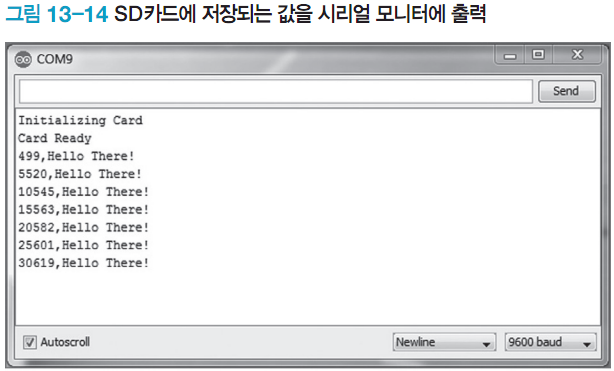 그림 13-14 SD카드에 저장되는 값을 시리얼 모니터에 출력
COM9
Send
Initializing Card
Card Ready
499,Hello There!
5520,Hello There!
10545,Hello There!
15563,Hello There!
20582,Hello There!
25601,Hello There!
30619,Hello There!
Autoscroll
Newline
9600 baud